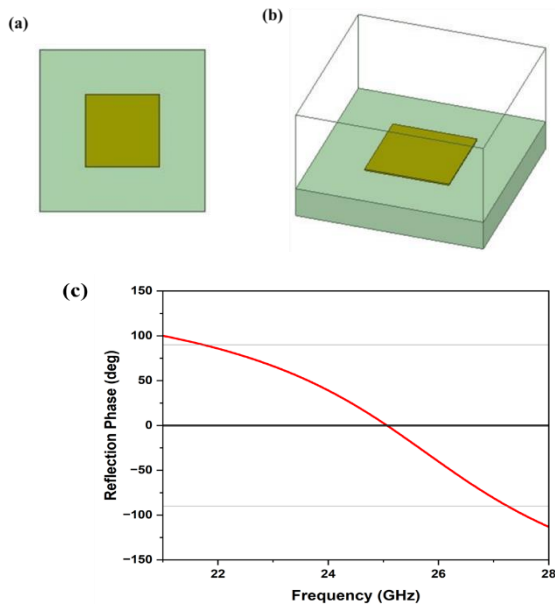 (a)
(b)
(c)
150
100
50
0
−50
−100
−150
Reflection Phase (deg)
22
24
26
28
Frequency (GHz)